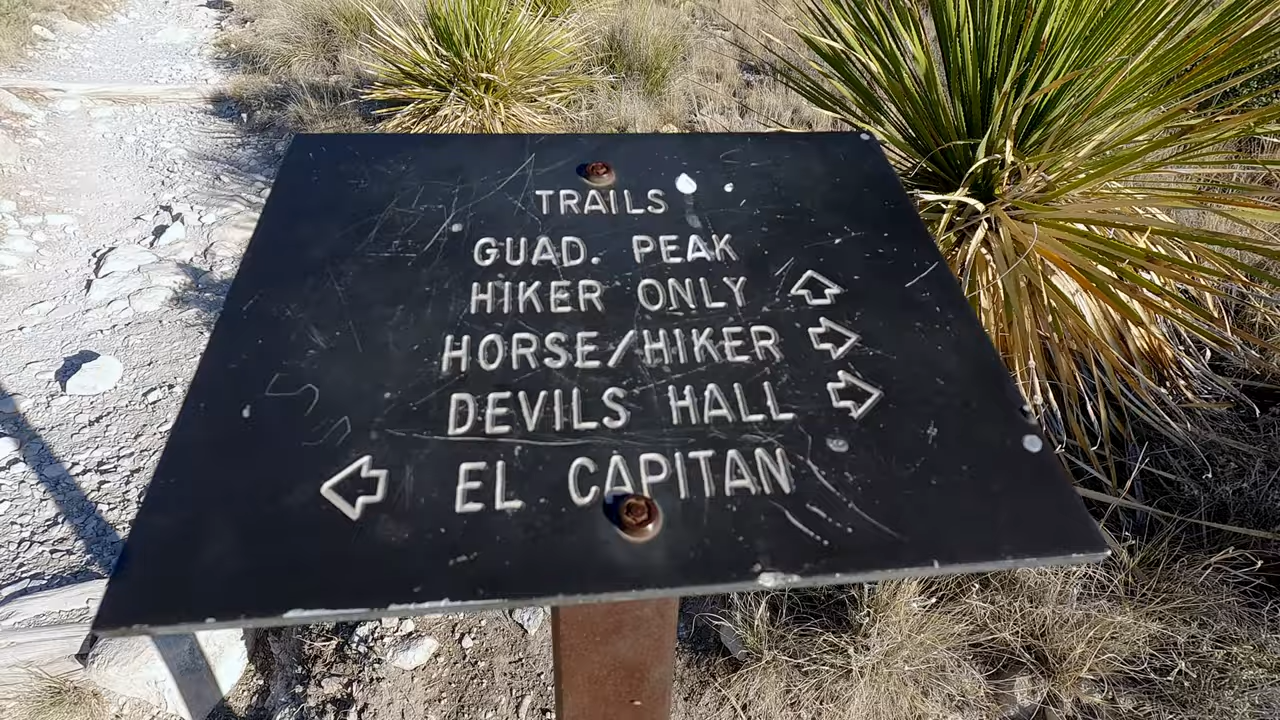 TRAILS
GUAD. PEAK
HIKER ONLY
HORSE/HIKER
DEVILS HALL
EL CAPITAN